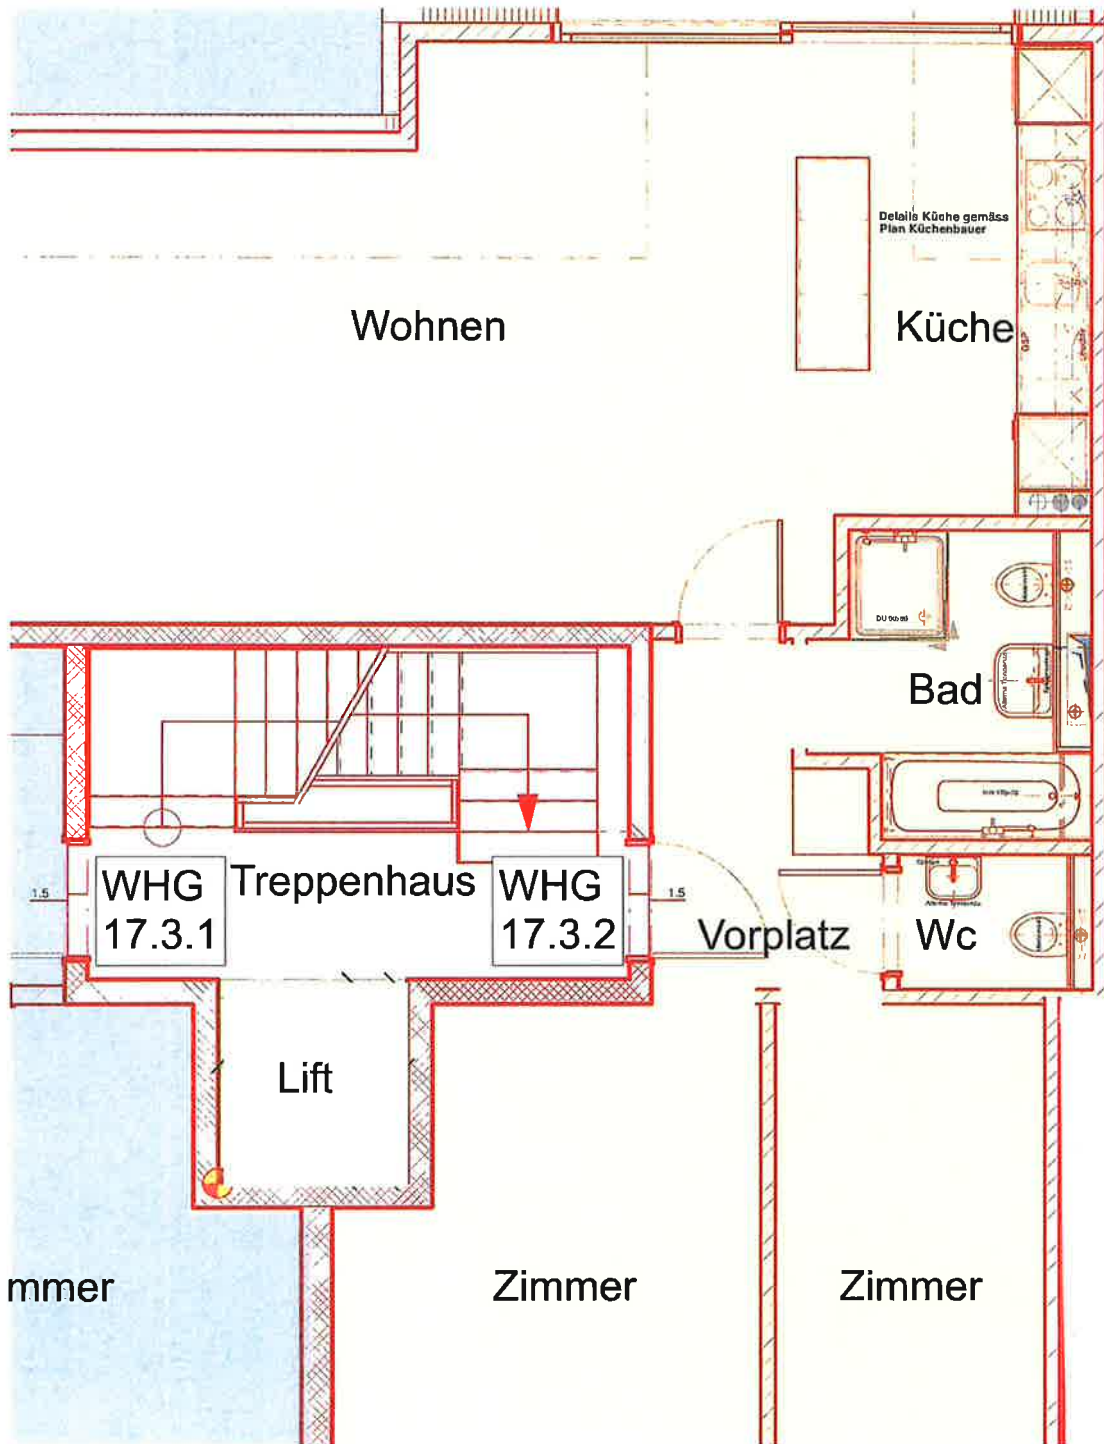 Details Küche gemäss
Plan Küchenbauer
Wohnen
Küche
GSP
Bad
WHG
17.3.1
Treppenhaus
WHG
17.3.2
1.5
1.5
Vorplatz
Wc
Lift
mmer
Zimmer
Zimmer